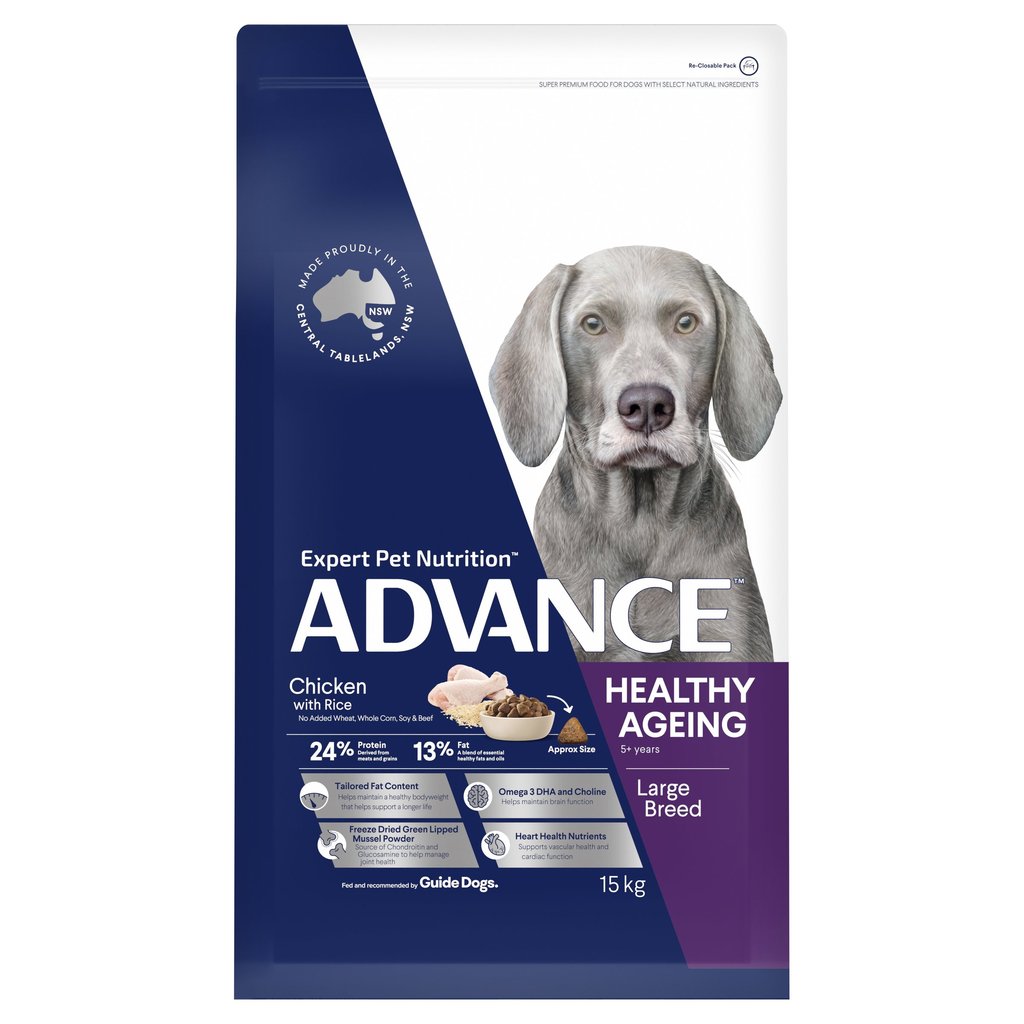 Re-Closable Pack
SUPER PREMIUM FOOD FOR DOGS WITH SELECT NATURAL INGREDIENTS
MADE PROUDLY IN THE
NSW
CENTRAL TABLELANDS, NSW
Expert Pet Nutrition™
ADVANCE™
Chicken
with Rice
No Added Wheat, Whole Corn, Soy & Beef
24% Protein
Derived from
meats and grains
13% Fat
A blend of essential
healthy fats and oils
Approx Size
HEALTHY
AGEING
5+ years
Large
Breed
Tailored Fat Content
Helps maintain a healthy bodyweight
that helps support a longer life
Omega 3 DHA and Choline
Helps maintain brain function
Freeze Dried Green Lipped
Mussel Powder
Source of Chondroitin and
Glucosamine to help manage
joint health
Heart Health Nutrients
Supports vascular health and
cardiac function
Fed and recommended by Guide Dogs.
15 kg